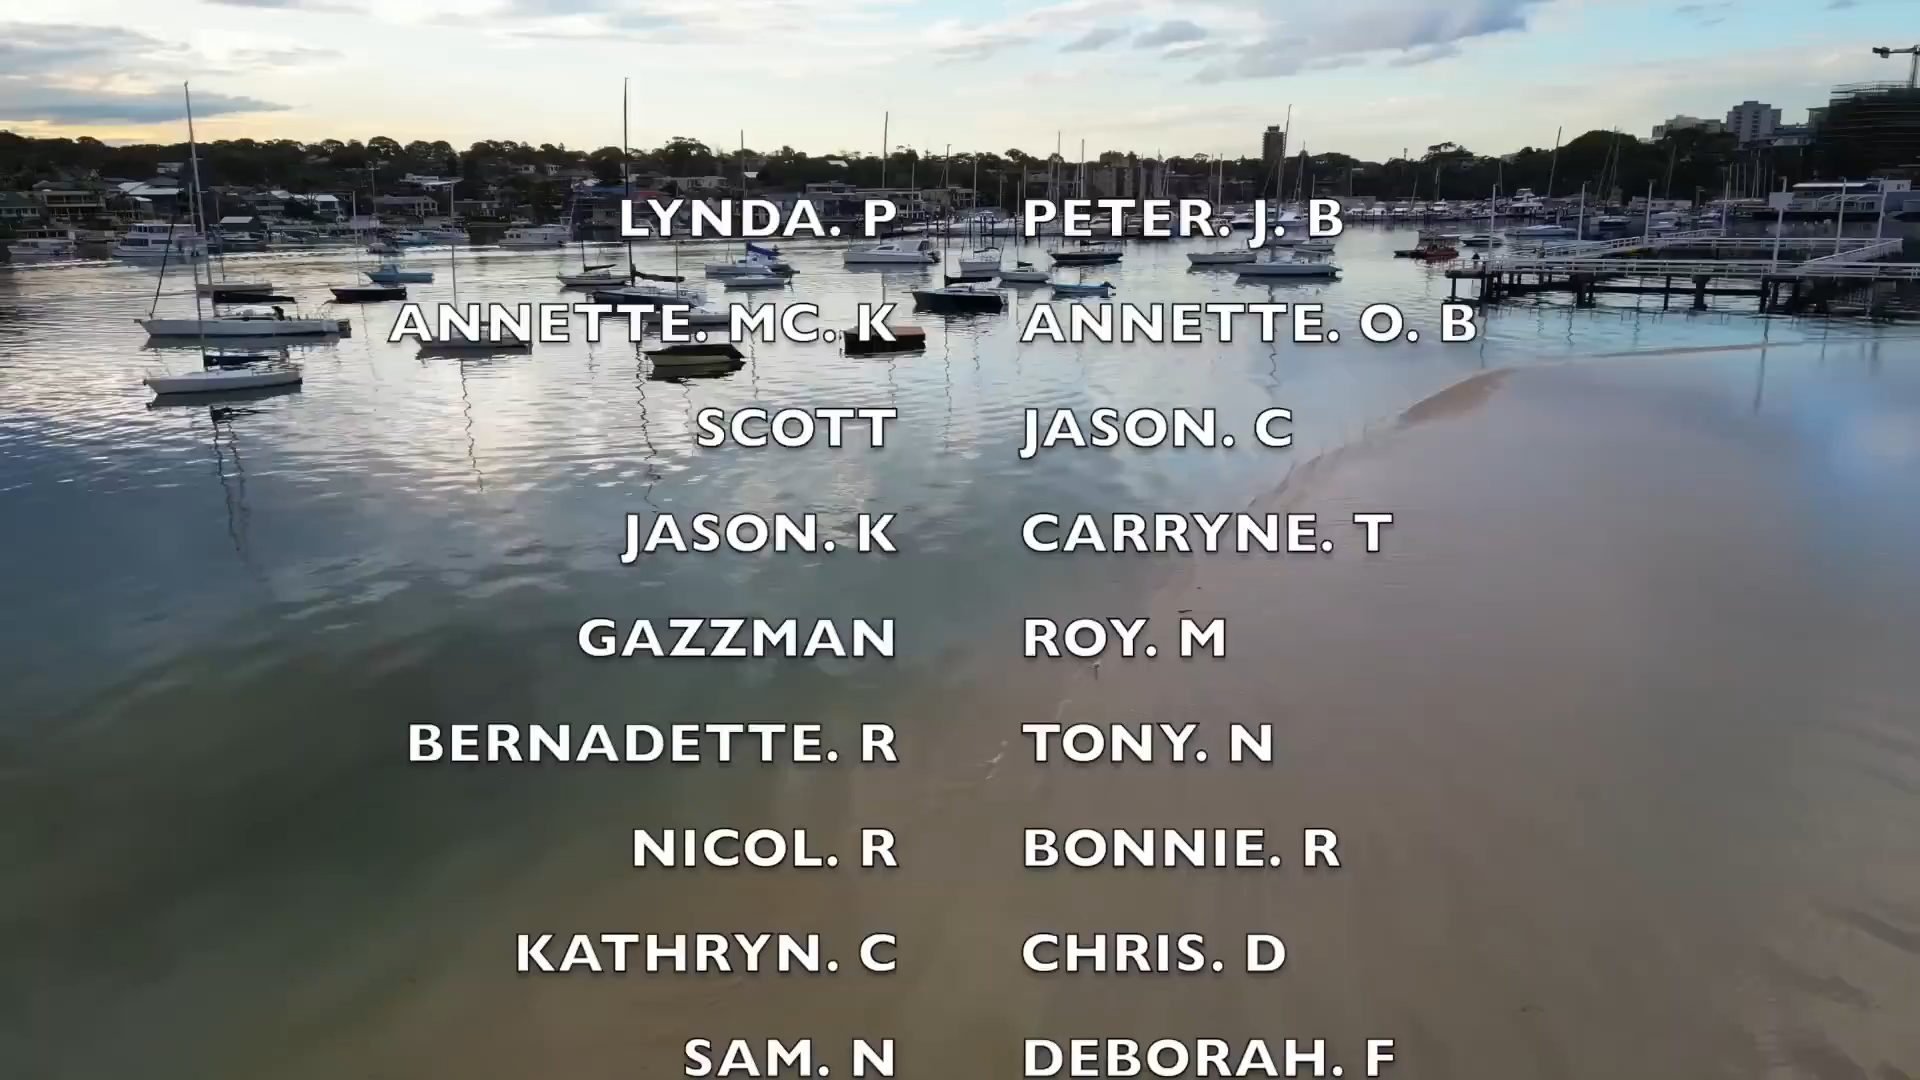 LYNDA. P PETER. J. B
ANNETTE. MC. K ANNETTE. O. B
SCOTT JASON. C
JASON. K CARRYNE. T
GAZZMAN ROY. M
BERNADETTE. R TONY. N
NICOL. R BONNIE. R
KATHRYN. C CHRIS. D
SAM. N DEBORAH. F